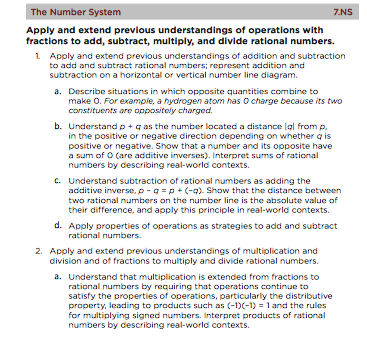 The Number System 7.NS
Apply and extend previous understandings of operations with
fractions to add, subtract, multiply, and divide rational numbers.
1. Apply and extend previous understandings of addition and subtraction
to add and subtract rational numbers; represent addition and
subtraction on a horizontal or vertical number line diagram.
a. Describe situations in which opposite quantities combine to
make 0. For example, a hydrogen atom has 0 charge because its two
constituents are oppositely charged.
b. Understand p + q as the number located a distance |q| from p,
in the positive or negative direction depending on whether q is
positive or negative. Show that a number and its opposite have
a sum of 0 (are additive inverses). Interpret sums of rational
numbers by describing real-world contexts.
c. Understand subtraction of rational numbers as adding the
additive inverse, p – q = p + (–q). Show that the distance between
two rational numbers on the number line is the absolute value of
their difference, and apply this principle in real-world contexts.
d. Apply properties of operations as strategies to add and subtract
rational numbers.
2. Apply and extend previous understandings of multiplication and
division and of fractions to multiply and divide rational numbers.
a. Understand that multiplication is extended from fractions to
rational numbers by requiring that operations continue to
satisfy the properties of operations, particularly the distributive
property, leading to products such as (–1)(–1) = 1 and the rules
for multiplying signed numbers. Interpret products of rational
numbers by describing real-world contexts.